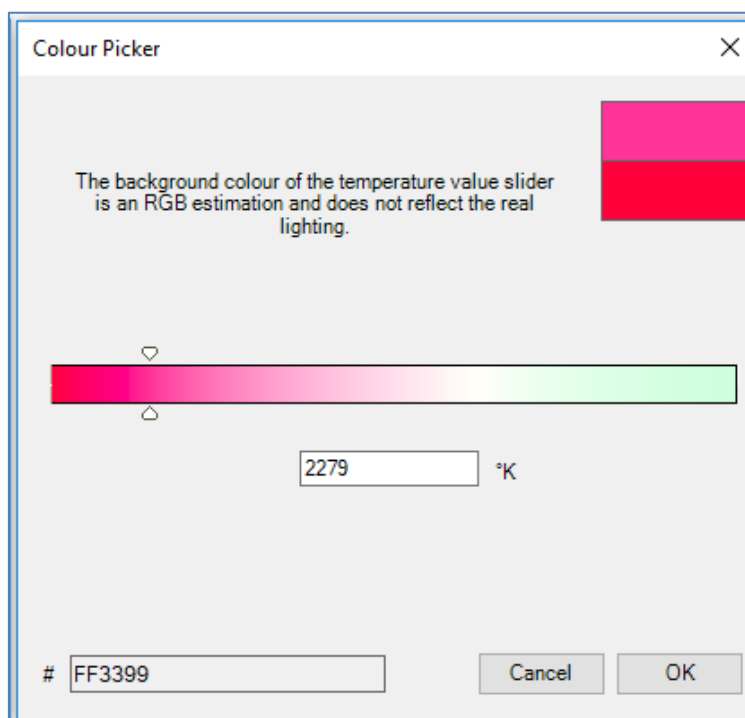 Colour Picker
The background colour of the temperature value slider
is an RGB estimation and does not reflect the real
lighting.
2279 °K
# FF3399 Cancel OK